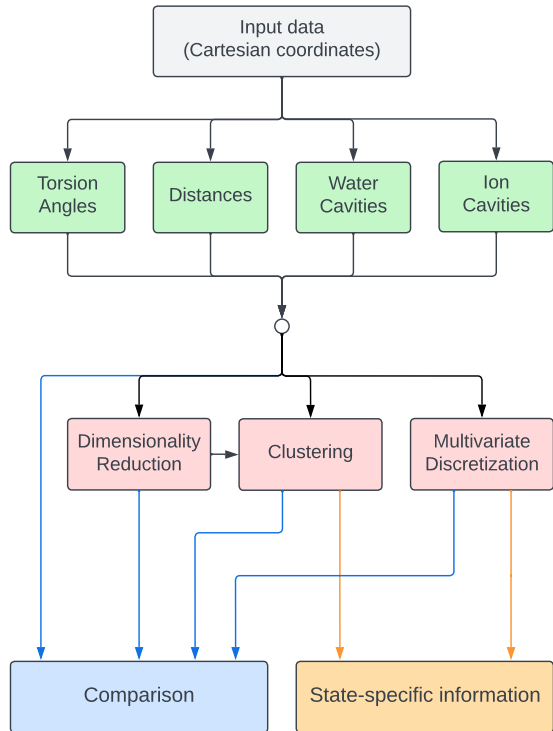 Input data
(Cartesian coordinates)
Torsion
Angles
Distances
Water
Cavities
Ion
Cavities
Dimensionality
Reduction
Clustering
Multivariate
Discretization
Comparison
State-specific information